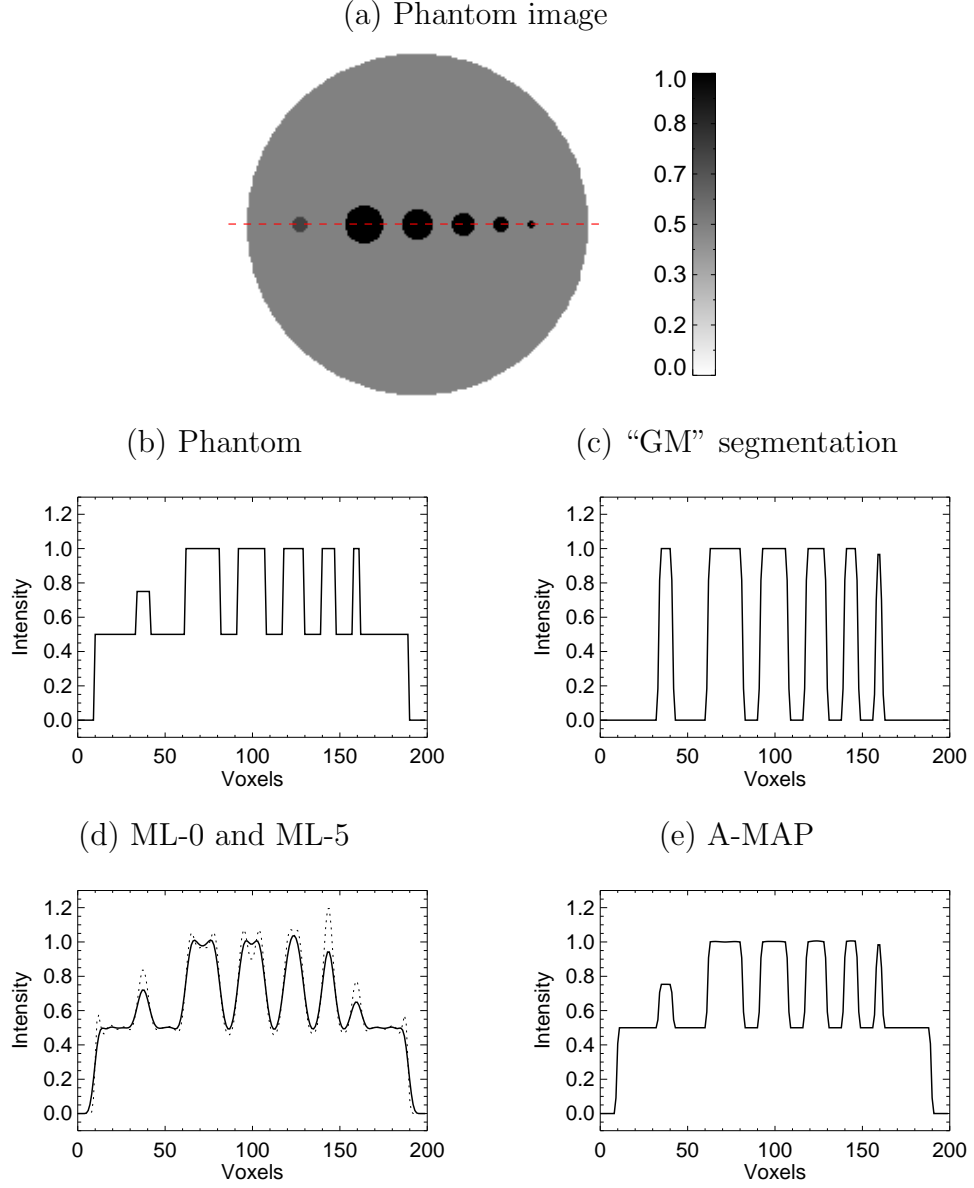 (a) Phantom image
1.0
0.8
0.7
0.5
0.3
0.2
0.0
(b) Phantom
1.2
1.0
0.8
0.6
0.4
0.2
0.0
Intensity
0 50 100 150 200
Voxels
(c) “GM” segmentation
1.2
1.0
0.8
0.6
0.4
0.2
0.0
Intensity
0 50 100 150 200
Voxels
(d) ML-0 and ML-5
1.2
1.0
0.8
0.6
0.4
0.2
0.0
Intensity
0 50 100 150 200
Voxels
(e) A-MAP
1.2
1.0
0.8
0.6
0.4
0.2
0.0
Intensity
0 50 100 150 200
Voxels